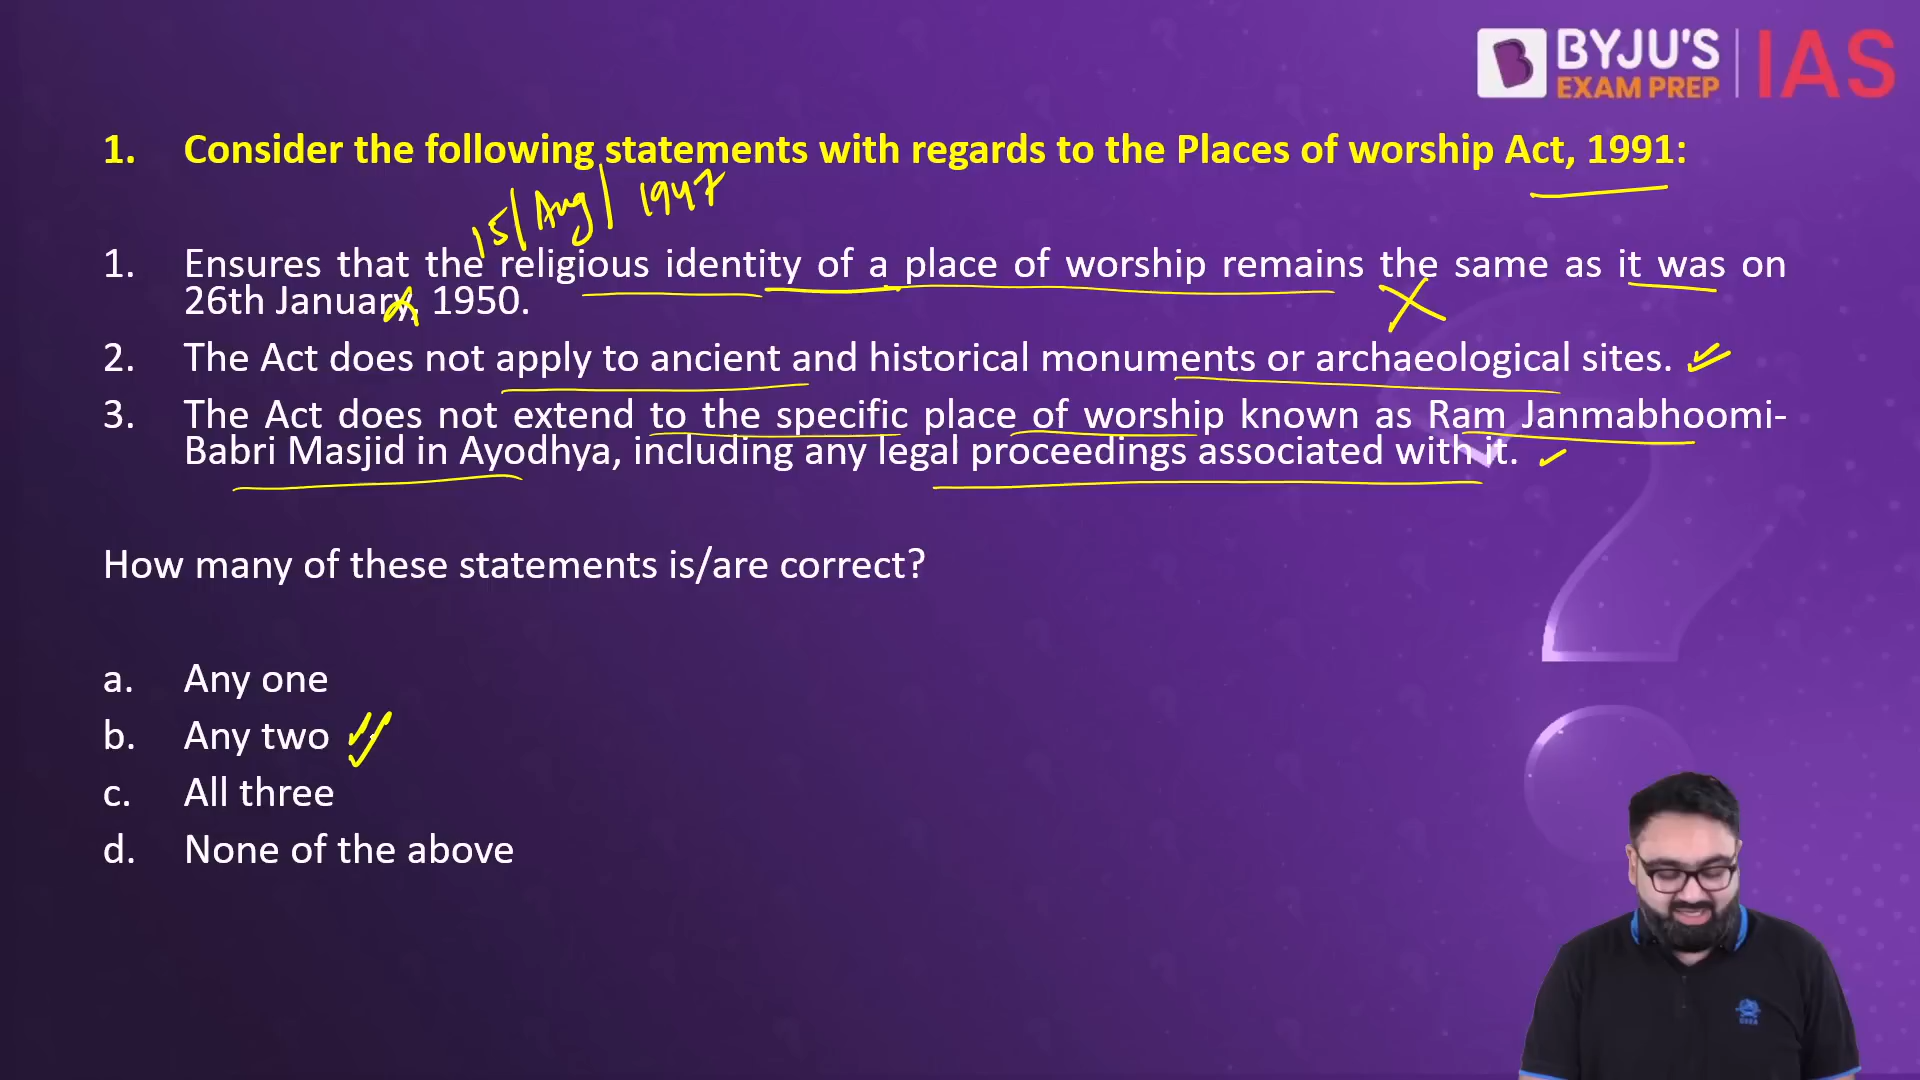 BYJU'S
EXAM PREP
IAS
1. Consider the following statements with regards to the Places of worship Act, 1991:
15/Aug/1947
1. Ensures that the religious identity of a place of worship remains the same as it was on
26th January, 1950.
2. The Act does not apply to ancient and historical monuments or archaeological sites.
3. The Act does not extend to the specific place of worship known as Ram Janmabhoomi-
Babri Masjid in Ayodhya, including any legal proceedings associated with it.
How many of these statements is/are correct?
a. Any one
b. Any two
c. All three
d. None of the above